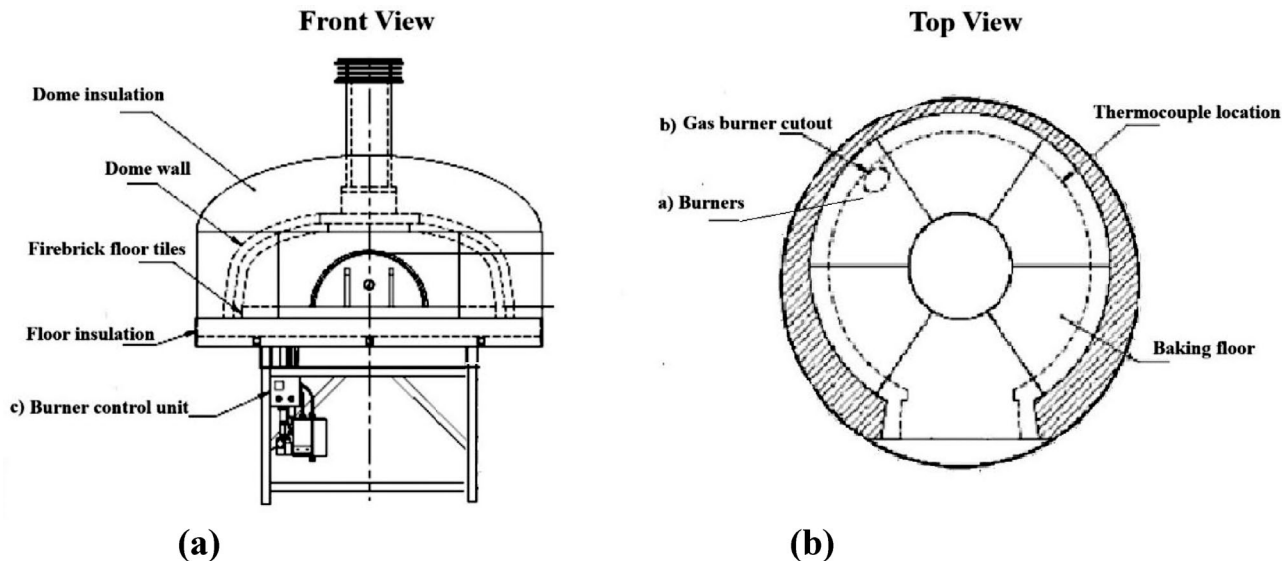 Front View
Dome insulation
Dome wall
Firebrick floor tiles
Floor insulation
c) Burner control unit
(a)
Top View
b) Gas burner cutout
Thermocouple location
a) Burners
Baking floor
(b)